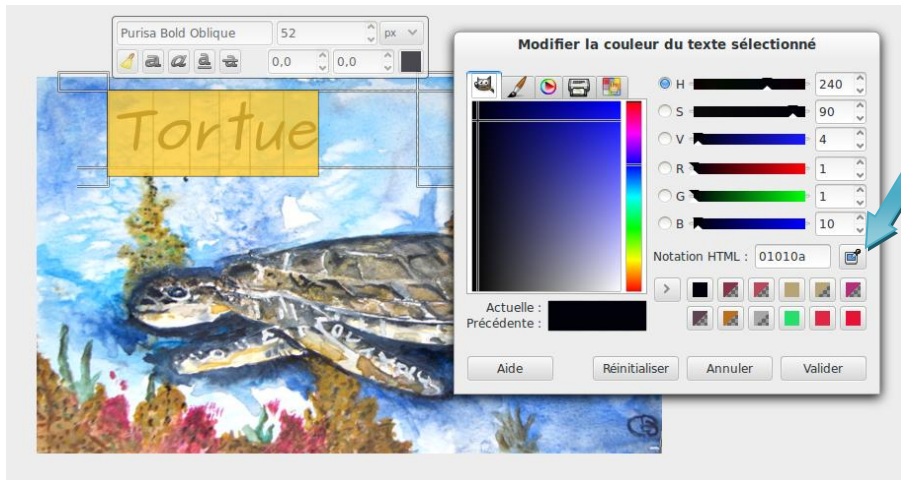 Purisa Bold Oblique 52 px
a a a a 0,0 0,0
Tortue
Modifier la couleur du texte sélectionné
H 240
S 90
V 4
R 1
G 1
B 10
Notation HTML : 01010a
Actuelle :
Précédente :
Aide Réinitialiser Annuler Valider